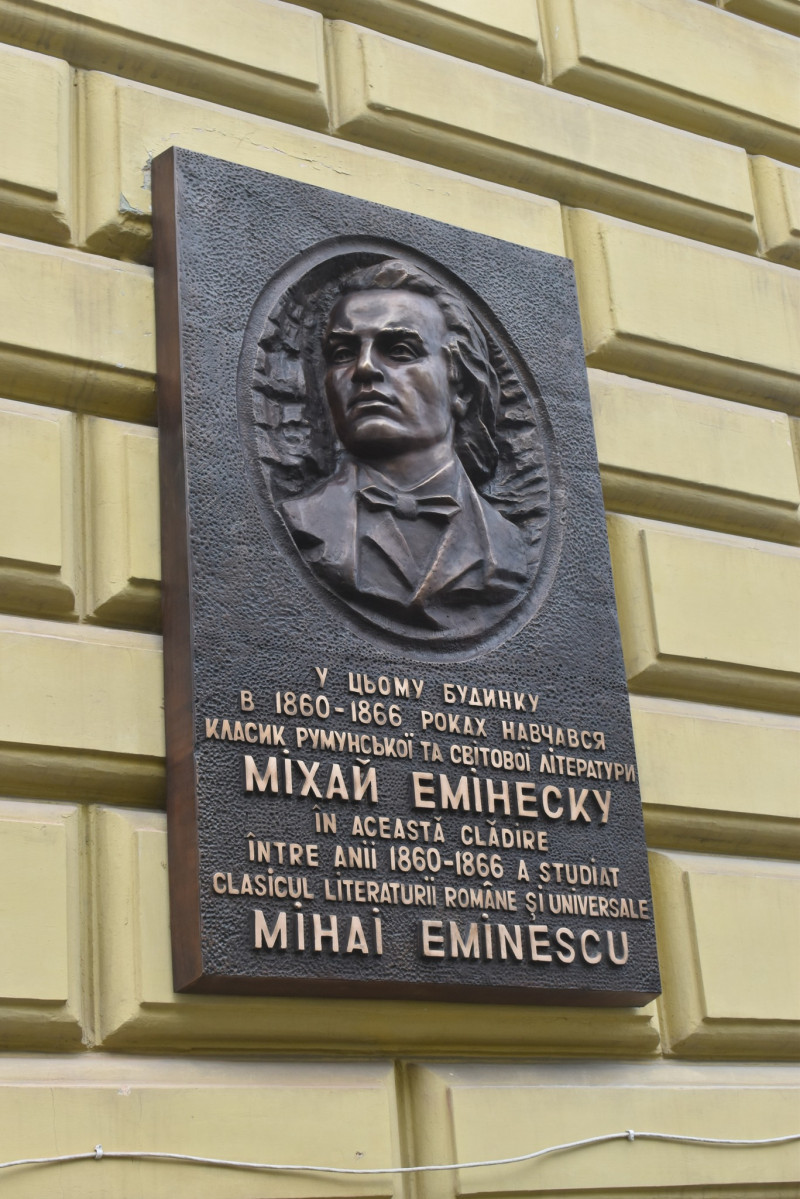 У ЦЬОМУ БУДИНКУ
В 1860-1866 РОКАХ НАВЧАВСЯ
КЛАСИК РУМУНСЬКОЇ ТА СВІТОВОЇ ЛІТЕРАТУРИ
МІХАЙ ЕМІНЕСКУ
ÎN ACEASTĂ CLĂDIRE
ÎNTRE ANII 1860-1866 A STUDIAT
CLASICUL LITERATURII ROMÂNE ȘI UNIVERSALE
MIHAI EMINESCU